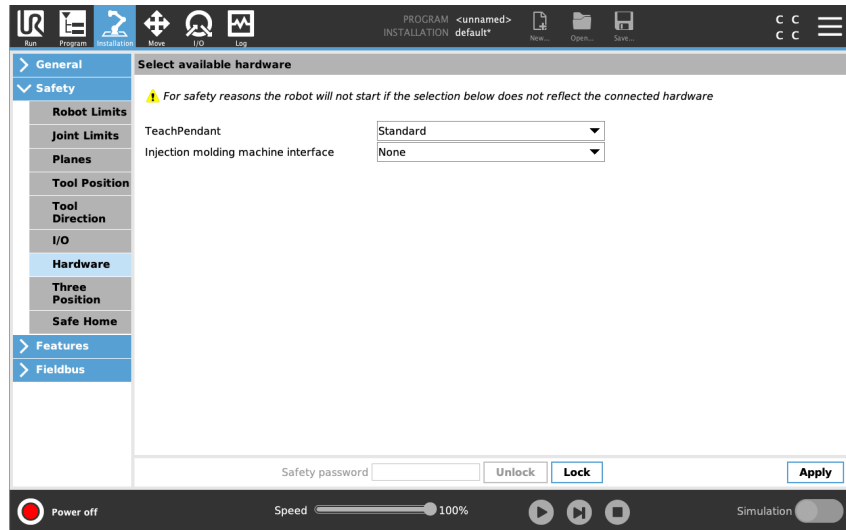 UR
PROGRAM <unnamed>
INSTALLATION default*
C C
C C
Run Program Installation Move I/O Log New... Open... Save...
General
Select available hardware
Safety
For safety reasons the robot will not start if the selection below does not reflect the connected hardware
Robot Limits
Joint Limits
Planes
Tool Position
Tool
Direction
I/O
Hardware
Three
Position
Safe Home
Features
Fieldbus
TeachPendant Standard
Injection molding machine interface None
Safety password Unlock Lock Apply
Power off Speed 100% Simulation